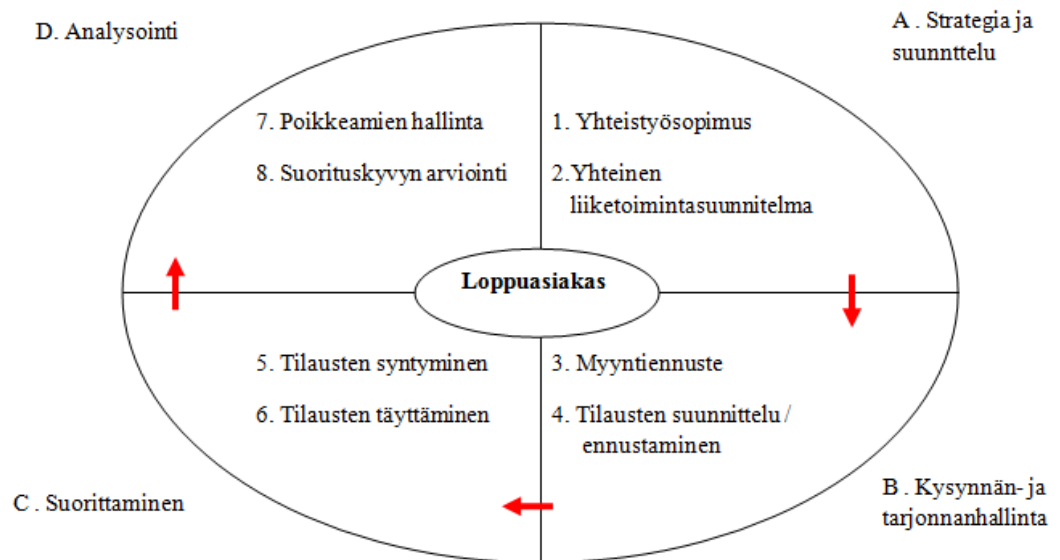 D. Analysointi
A . Strategia ja
suunnttelu
7. Poikkeamien hallinta
8. Suorituskyvyn arviointi
1. Yhteistyösopimus
2.Yhteinen
liiketoimintasuunnitelma
Loppuasiakas
5. Tilausten syntyminen
6. Tilausten täyttäminen
3. Myyntiennuste
4. Tilausten suunnittelu /
ennustaminen
C . Suorittaminen
B . Kysynnän- ja
tarjonnanhallinta